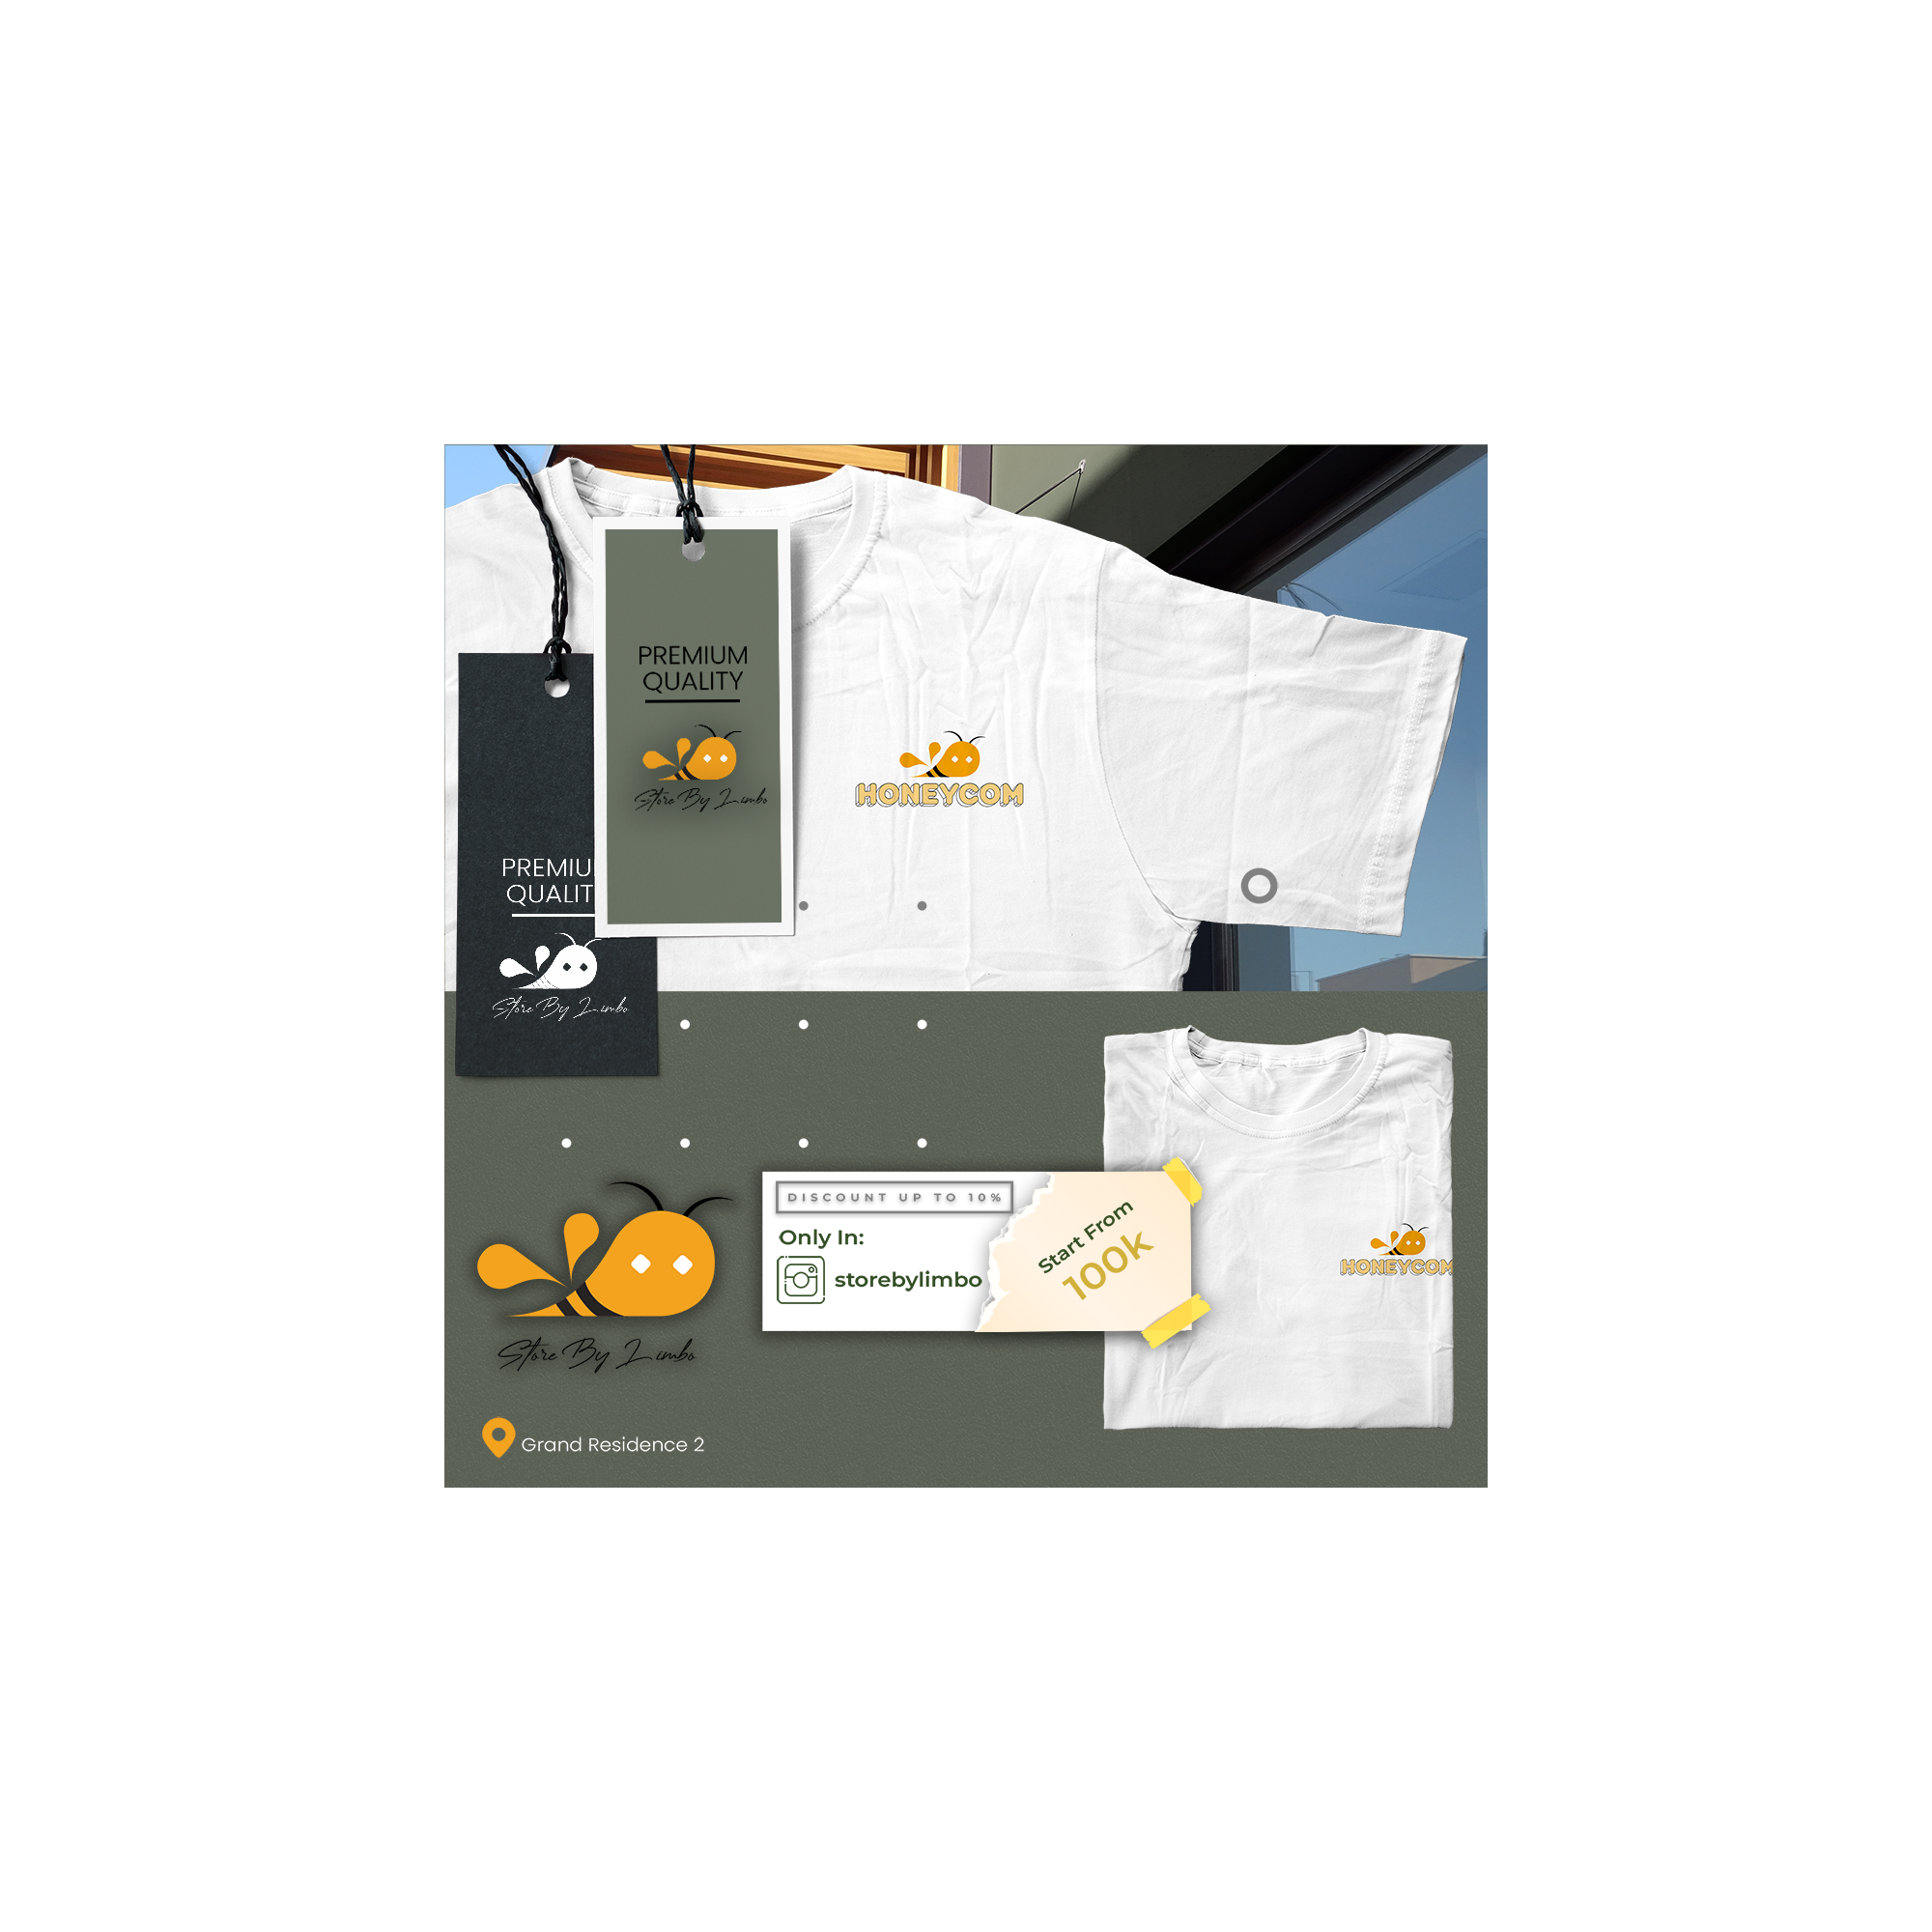 PREMIUM
QUALITY
Store By Limbo
HONEYCOM
PREMIU
QUALIT
Store By Limbo
DISCOUNT UP TO 10%
Only In:
storebylimbo
Start From
100k
HONEYCOM
Store By Limbo
Grand Residence 2